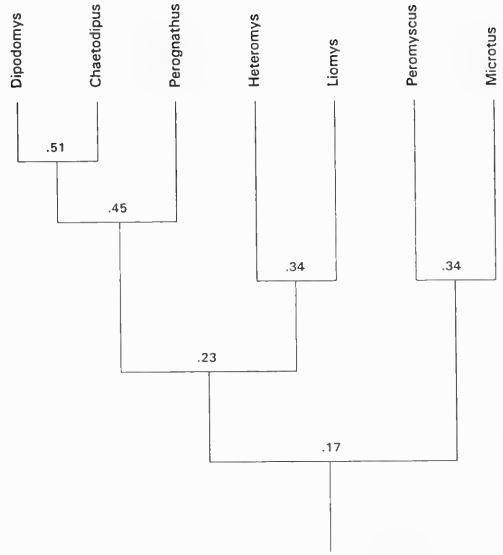 Dipodomys
Chaetodipus
Perognathus
Heteromys
Liomys
Peromyscus
Microtus
.51
.45
.34
.34
.23
.17